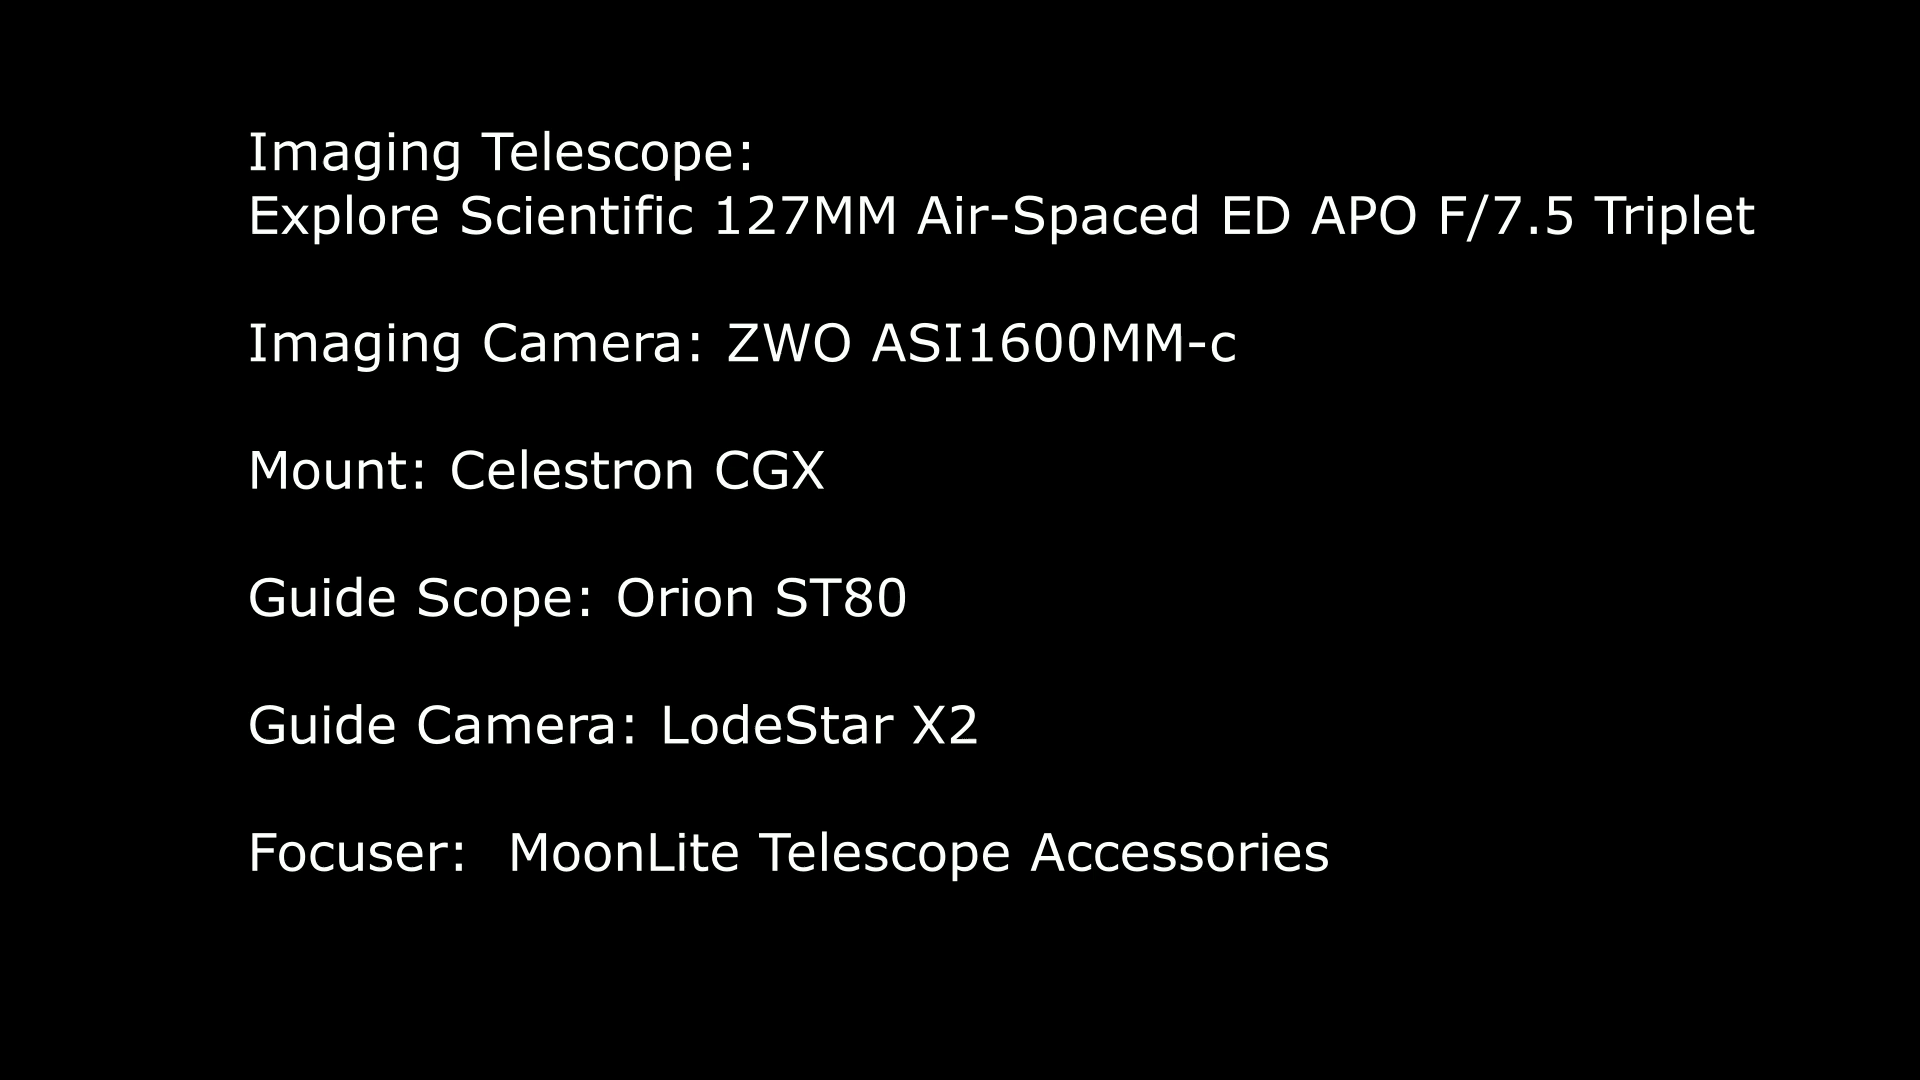 Imaging Telescope:
Explore Scientific 127MM Air-Spaced ED APO F/7.5 Triplet
Imaging Camera: ZWO ASI1600MM-c
Mount: Celestron CGX
Guide Scope: Orion ST80
Guide Camera: LodeStar X2
Focuser:  MoonLite Telescope Accessories